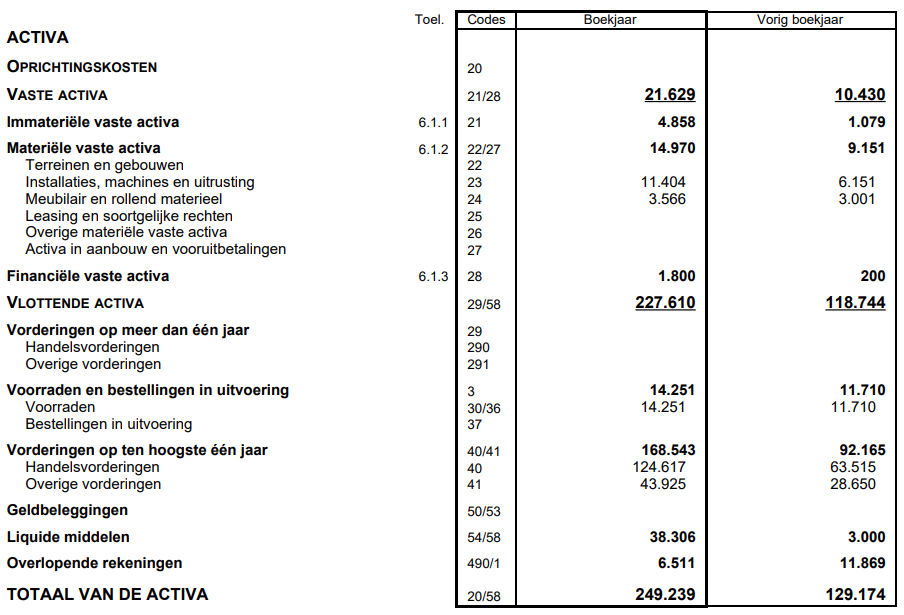 Toel. Codes Boekjaar Vorig boekjaar
ACTIVA
OPRICHTINGSKOSTEN 20
VASTE ACTIVA 21/28 21.629 10.430
Immateriële vaste activa 6.1.1 21 4.858 1.079
Materiële vaste activa 6.1.2 22/27 14.970 9.151
Terreinen en gebouwen 22
Installaties, machines en uitrusting 23 11.404 6.151
Meubilair en rollend materieel 24 3.566 3.001
Leasing en soortgelijke rechten 25
Overige materiële vaste activa 26
Activa in aanbouw en vooruitbetalingen 27
Financiële vaste activa 6.1.3 28 1.800 200
VLOTTENDE ACTIVA 29/58 227.610 118.744
Vorderingen op meer dan één jaar 29
Handelsvorderingen 290
Overige vorderingen 291
Voorraden en bestellingen in uitvoering 3 14.251 11.710
Voorraden 30/36 14.251 11.710
Bestellingen in uitvoering 37
Vorderingen op ten hoogste één jaar 40/41 168.543 92.165
Handelsvorderingen 40 124.617 63.515
Overige vorderingen 41 43.925 28.650
Geldbeleggingen 50/53
Liquide middelen 54/58 38.306 3.000
Overlopende rekeningen 490/1 6.511 11.869
TOTAAL VAN DE ACTIVA 20/58 249.239 129.174